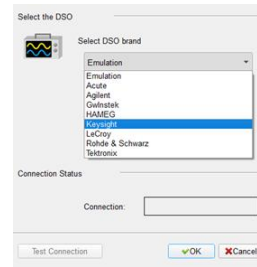 Select the DSO
Select DSO brand
Emulation
Emulation
Acute
Agilent
GwInstek
HAMEG
Keysight
LeCroy
Rohde & Schwarz
Tektronix
Connection Status
Connection:
Test Connection
OK
Cancel